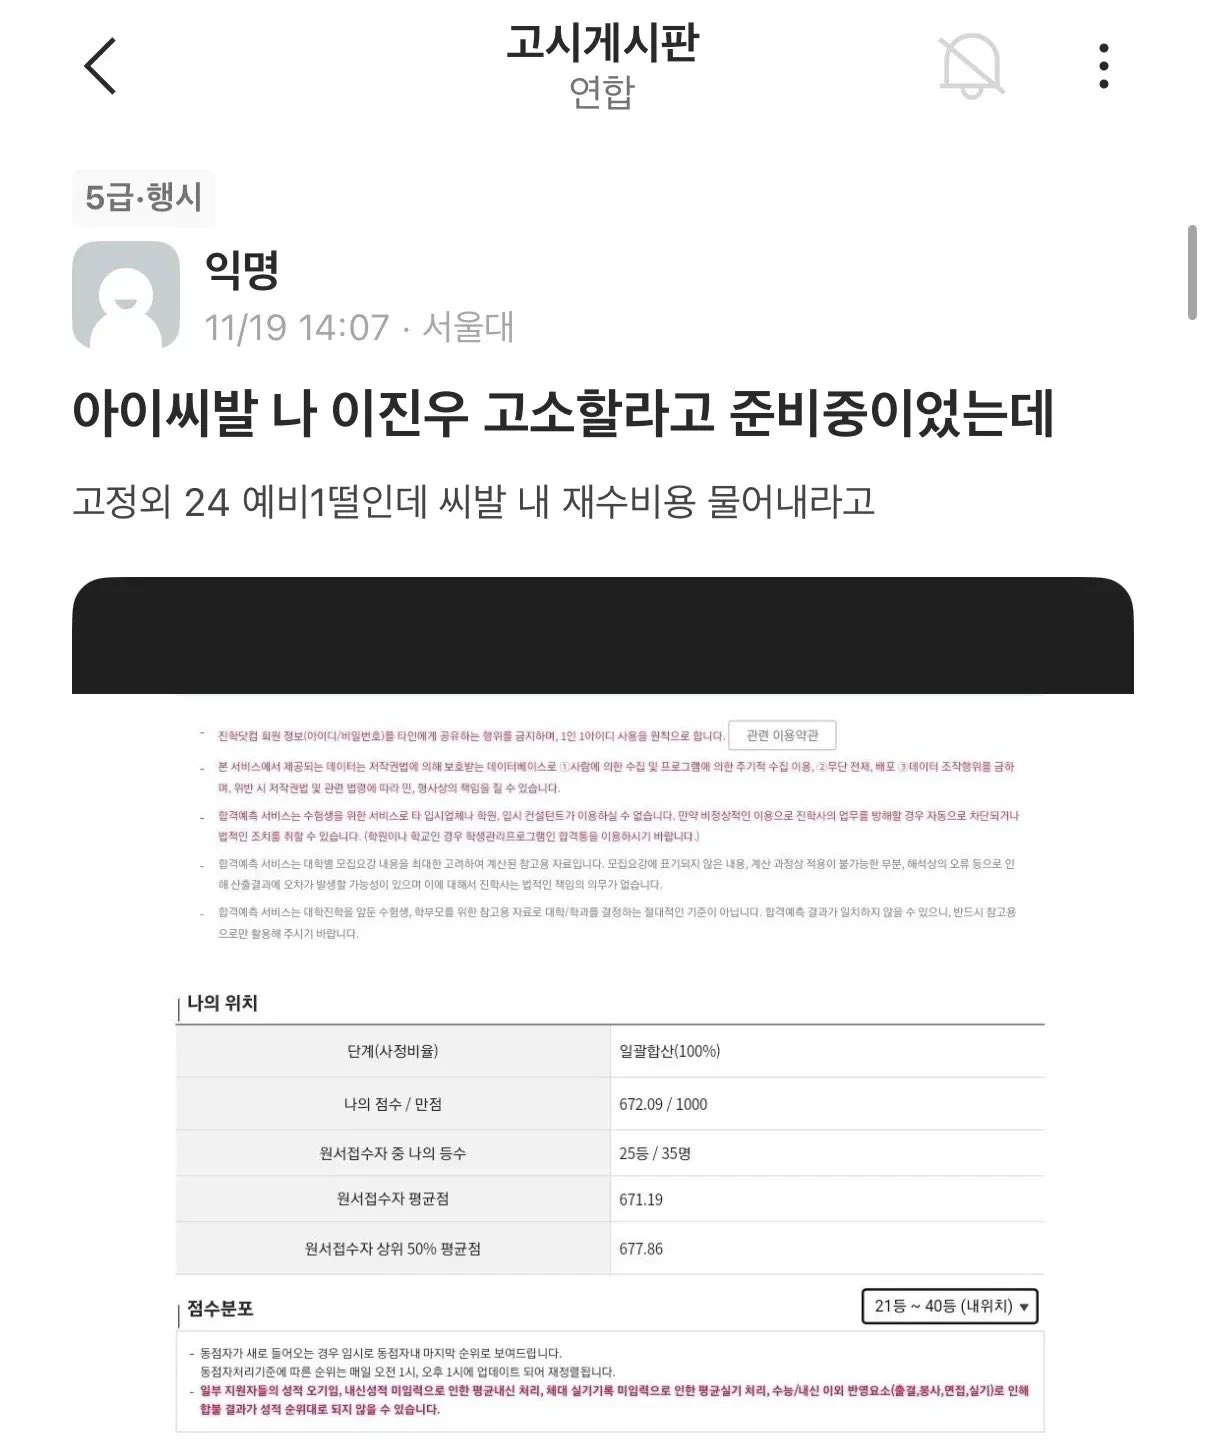 고시게시판
연합
5급·행시
익명
11/19 14:07 · 서울대
아이씨발 나 이진우 고소할라고 준비중이었는데
고정외 24 예비1떨인데 씨발 내 재수비용 물어내라고
- 진학닷컴 회원 정보(아이디/비밀번호)를 타인에게 공유하는 행위를 금지하며, 1인 1아이디 사용을 원칙으로 합니다. 관련 이용약관
- 본 서비스에서 제공되는 데이터는 저작권법에 의해 보호받는 데이터베이스로 ①사람에 의한 수집 및 프로그램에 의한 주기적 수집 이용, ②무단 전재, 배포 ③데이터 조작행위를 금하
며, 위반 시 저작권법 및 관련 법령에 따라 민, 형사상의 책임을 질 수 있습니다.
- 합격예측 서비스는 수험생을 위한 서비스로 타 입시업체나 학원, 입시 컨설턴트가 이용하실 수 없습니다. 만약 비정상적인 이용으로 진학사의 업무를 방해할 경우 자동으로 차단되거나
법적인 조치를 취할 수 있습니다. (학원이나 학교인 경우 학생관리프로그램인 합격통을 이용하시기 바랍니다.)
- 합격예측 서비스는 대학별 모집요강 내용을 최대한 고려하여 계산된 참고용 자료입니다. 모집요강에 표기되지 않은 내용, 계산 과정상 적용이 불가능한 부분, 해석상의 오류 등으로 인
해 산출결과에 오차가 발생할 가능성이 있으며 이에 대해서 진학사는 법적인 책임의 의무가 없습니다.
- 합격예측 서비스는 대학진학을 앞둔 수험생, 학부모를 위한 참고용 자료로 대학/학과를 결정하는 절대적인 기준이 아닙니다. 합격예측 결과가 일치하지 않을 수 있으니, 반드시 참고용
으로만 활용해 주시기 바랍니다.
나의 위치
단계(사정비율) 일괄합산(100%)
나의 점수 / 만점 672.09 / 1000
원서접수자 중 나의 등수 25등 / 35명
원서접수자 평균점 671.19
원서접수자 상위 50% 평균점 677.86
점수분포 21등 ~ 40등 (내위치) ▼
- 동점자가 새로 들어오는 경우 임시로 동점자내 마지막 순위로 보여드립니다.
동점자처리기준에 따른 순위는 매일 오전 1시, 오후 1시에 업데이트 되어 재정렬됩니다.
- 일부 지원자들의 성적 오기입, 내신성적 미입력으로 인한 평균내신 처리, 체대 실기기록 미입력으로 인한 평균실기 처리, 수능/내신 이외 반영요소(출결,봉사,면접,실기)로 인해
합불 결과가 성적 순위대로 되지 않을 수 있습니다.